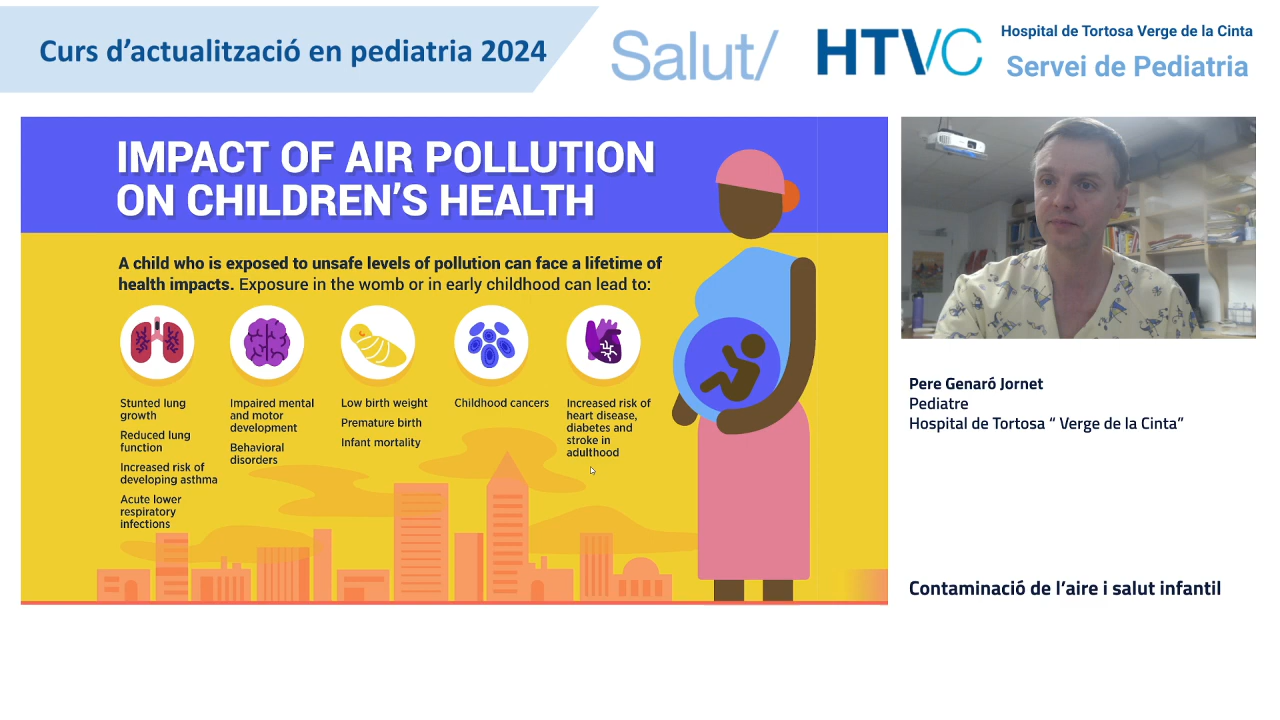 Curs d’actualització en pediatria 2024
Salut/
HTVC
Hospital de Tortosa Verge de la Cinta
Servei de Pediatria
IMPACT OF AIR POLLUTION
ON CHILDREN’S HEALTH
A child who is exposed to unsafe levels of pollution can face a lifetime of
health impacts. Exposure in the womb or in early childhood can lead to:
Stunted lung
growth
Reduced lung
function
Increased risk of
developing asthma
Acute lower
respiratory
infections
Impaired mental
and motor
development
Behavioral
disorders
Low birth weight
Premature birth
Infant mortality
Childhood cancers
Increased risk of
heart disease,
diabetes and
stroke in
adulthood
Pere Genaró Jornet
Pediatre
Hospital de Tortosa “ Verge de la Cinta”
Contaminació de l’aire i salut infantil